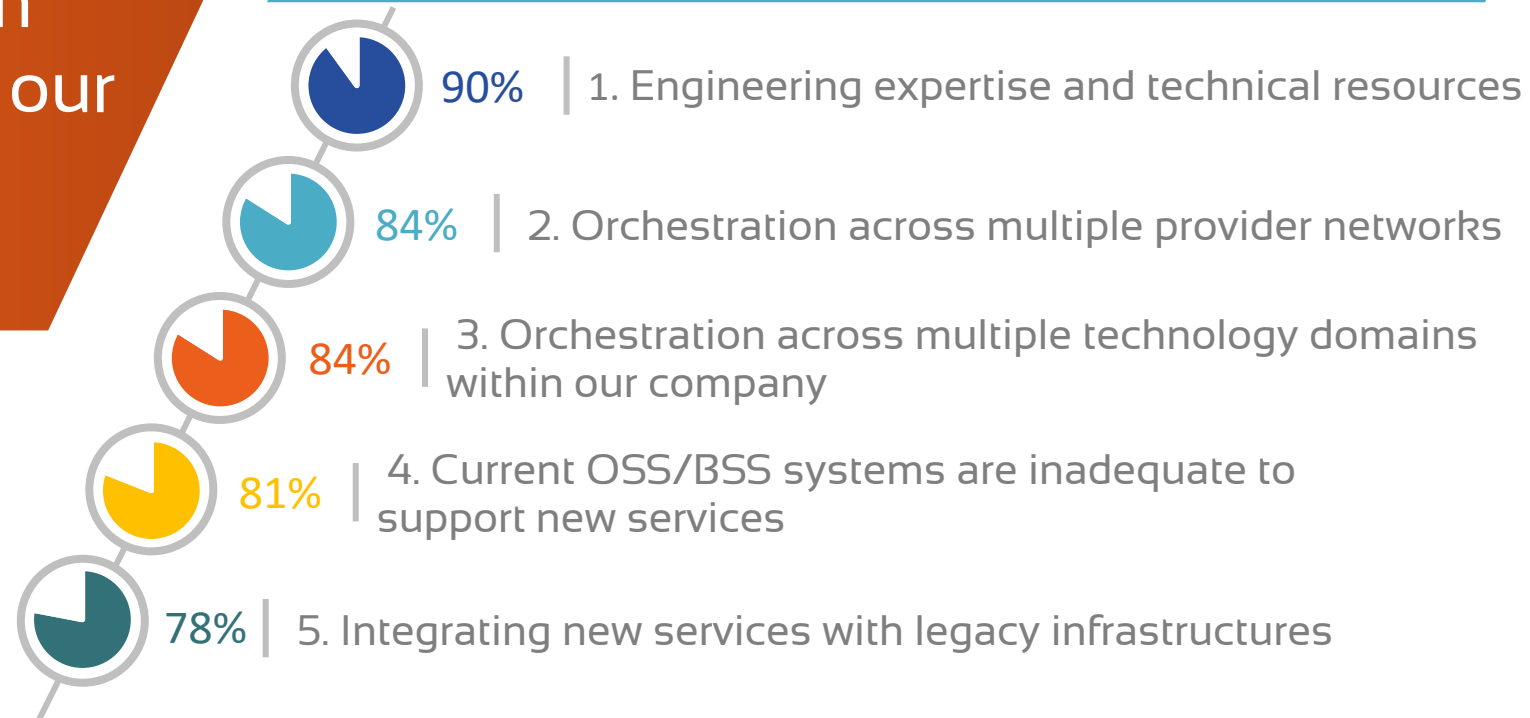 our
90% 1. Engineering expertise and technical resources
84% 2. Orchestration across multiple provider networks
84% 3. Orchestration across multiple technology domains
within our company
81% 4. Current OSS/BSS systems are inadequate to
support new services
78% 5. Integrating new services with legacy infrastructures